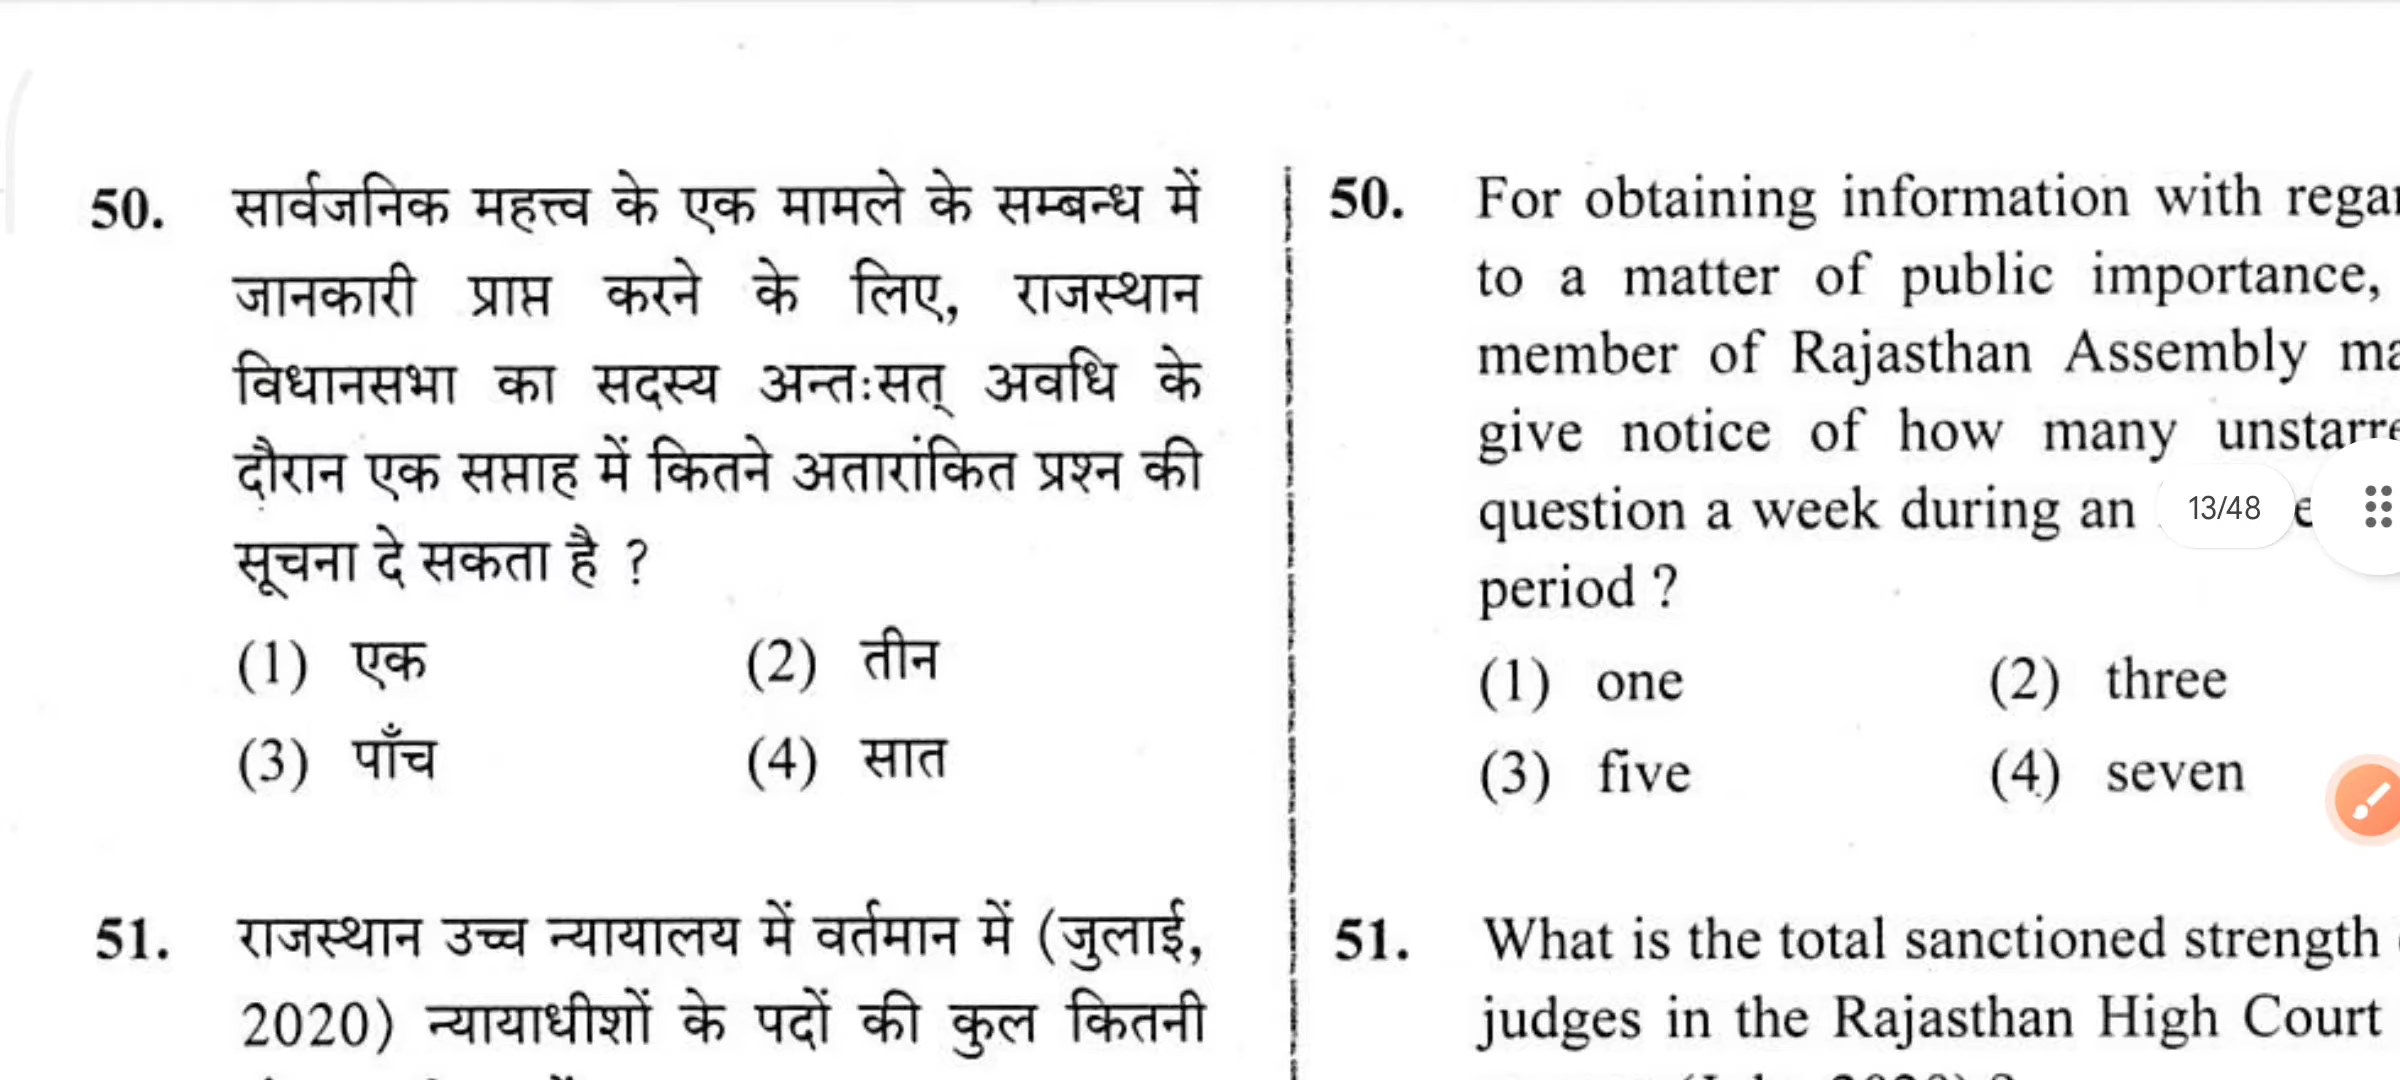 50. सार्वजनिक महत्त्व के एक मामले के सम्बन्ध में
जानकारी प्राप्त करने के लिए, राजस्थान
विधानसभा का सदस्य अन्तःसत् अवधि के
दौरान एक सप्ताह में कितने अतारांकित प्रश्न की
सूचना दे सकता है ?
(1) एक (2) तीन
(3) पाँच (4) सात
51. राजस्थान उच्च न्यायालय में वर्तमान में (जुलाई,
2020) न्यायाधीशों के पदों की कुल कितनी
50. For obtaining information with
to a matter of public importance,
member of Rajasthan Assembly
give notice of how many
question a week during an
period ?
(1) one (2) three
(3) five (4) seven
51. What is the total sanctioned strength
judges in the Rajasthan High Court
13/48